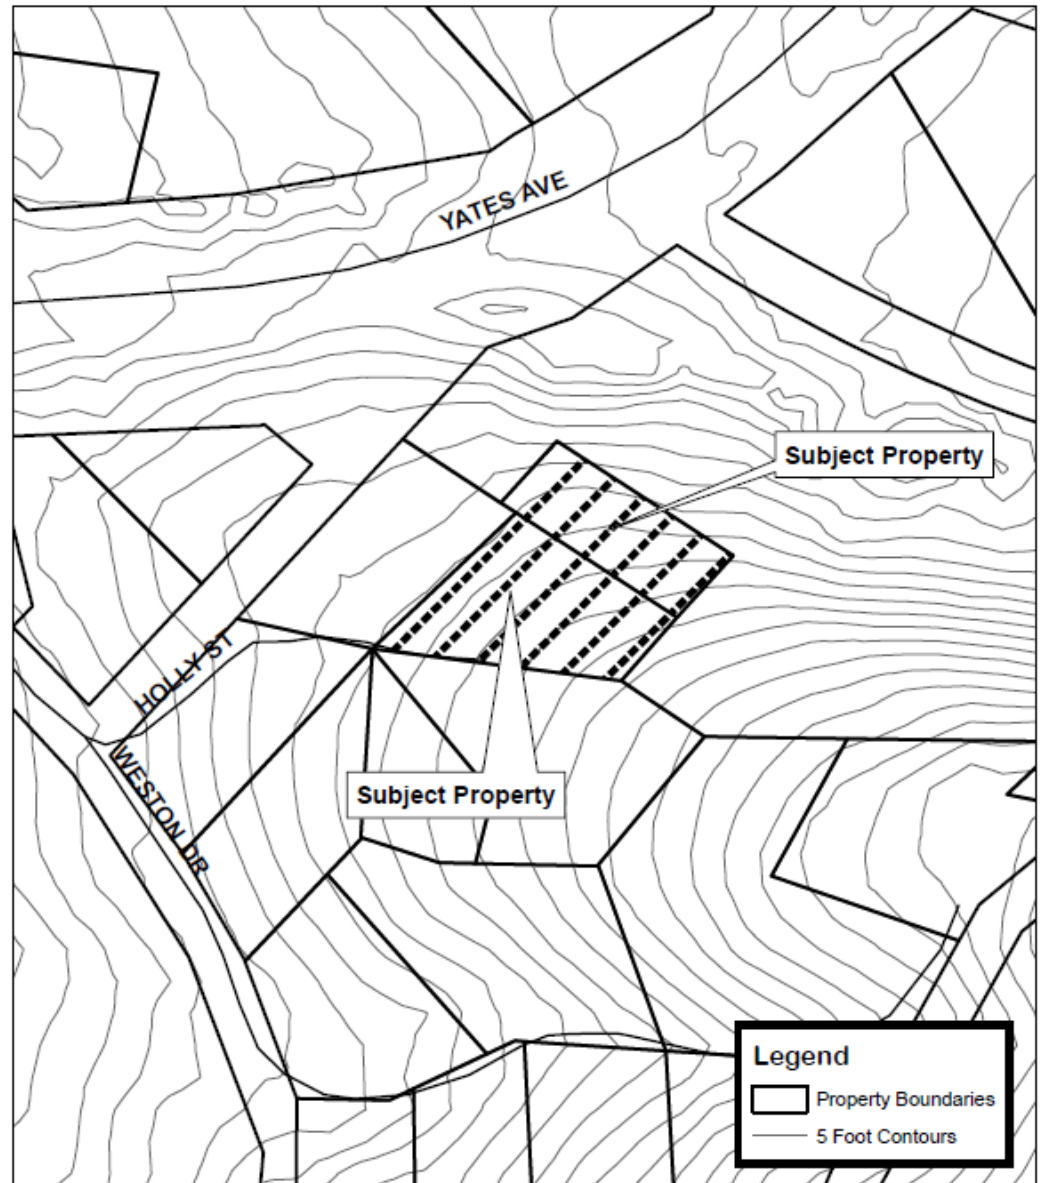 YATES AVE
Subject Property
HOLLY ST
WESTON DR
Subject Property
Legend
Property Boundaries
5 Foot Contours